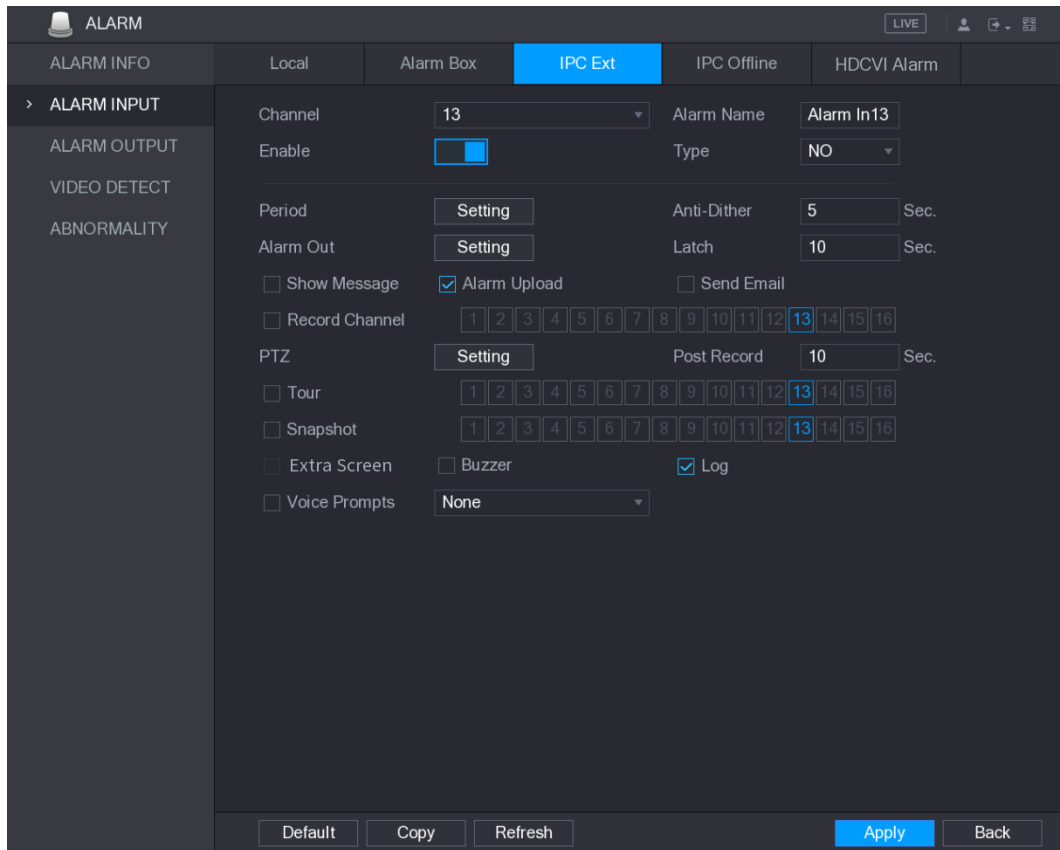 ALARM LIVE
ALARM INFO
ALARM INPUT
ALARM OUTPUT
VIDEO DETECT
ABNORMALITY
Local Alarm Box IPC Ext IPC Offline HDCVI Alarm
Channel 13 Alarm Name Alarm In13
Enable Type NO
Period Setting Anti-Dither 5 Sec.
Alarm Out Setting Latch 10 Sec.
Show Message Alarm Upload Send Email
Record Channel 1 2 3 4 5 6 7 8 9 10 11 12 13 14 15 16
PTZ Setting Post Record 10 Sec.
Tour 1 2 3 4 5 6 7 8 9 10 11 12 13 14 15 16
Snapshot 1 2 3 4 5 6 7 8 9 10 11 12 13 14 15 16
Extra Screen Buzzer Log
Voice Prompts None
Default Copy Refresh Apply Back